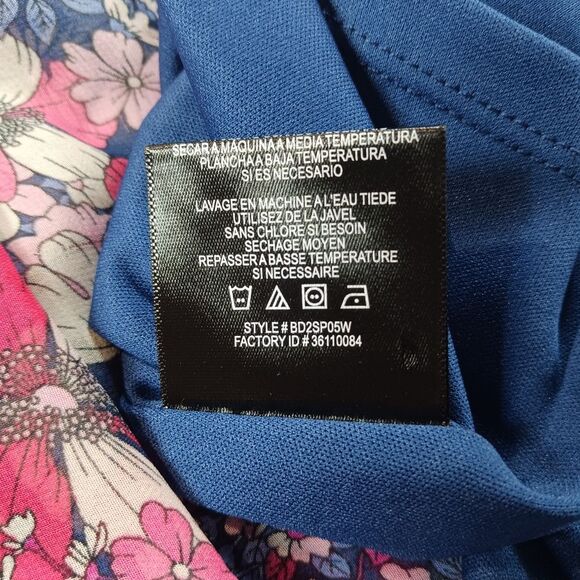 SECAR A MAQUINA A MEDIA TEMPERATURA
PLANCHA A BAJA TEMPERATURA
SI ES NECESARIO
LAVAGE EN MACHINE A L'EAU TIEDE
UTILISEZ DE LA JAVEL
SANS CHLORE SI BESOIN
SECHAGE MOYEN
REPASSER A BASSE TEMPERATURE
SI NECESSAIRE
STYLE # BD2SP05W
FACTORY ID # 36110084